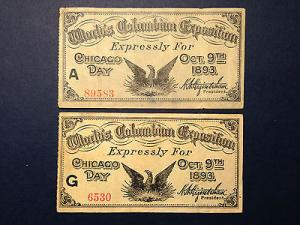 World's Columbian Exposition
Expressly For
Chicago Day Oct. 9th 1893.
A
89583
President.
World's Columbian Exposition
Expressly For
Chicago Day Oct. 9th 1893.
G
6530
President.